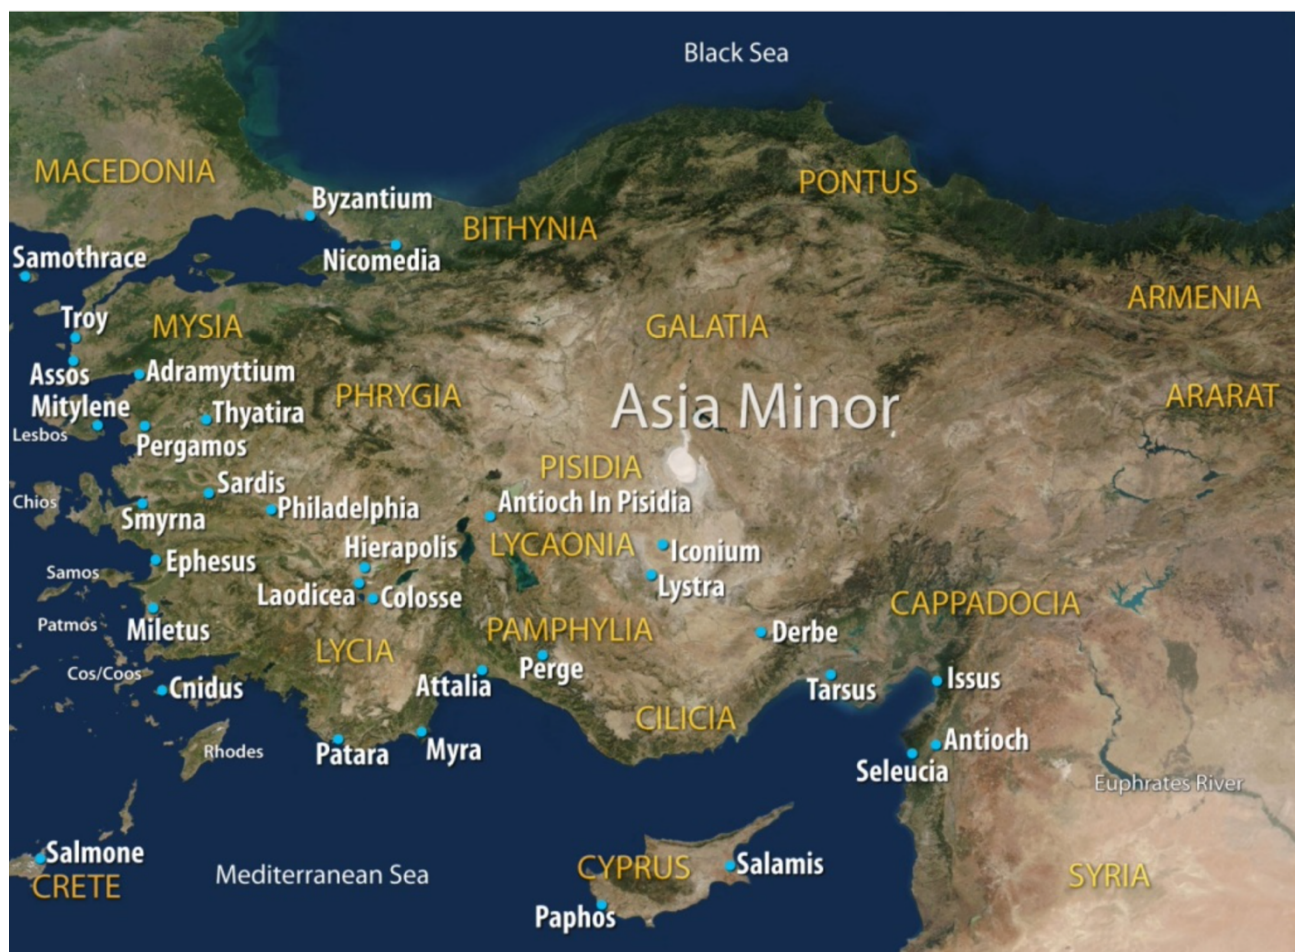 Black Sea
MACEDONIA
PONTUS
Byzantium
BITHYNIA
Nicomedia
Samothrace
ARMENIA
Troy
MYSIA
GALATIA
Assos
Adramyttium
PHRYGIA
Asia Minor
ARARAT
Mitylene
Thyatira
Lesbos
Pergamos
PISIDIA
Sardis
Chios
Antioch In Pisidia
Smyrna
Philadelphia
Hierapolis
LYCAONIA
Iconium
Ephesus
Samos
Lystra
Laodicea
Colosse
CAPPADOCIA
Patmos
Miletus
PAMPHYLIA
Derbe
LYCIA
Perge
Cos/Coos
Cnidus
Attalia
Tarsus
Issus
CILICIA
Rhodes
Patara
Myra
Antioch
Seleucia
Euphrates River
Salmone
CRETE
Mediterranean Sea
CYPRUS
Salamis
SYRIA
Paphos